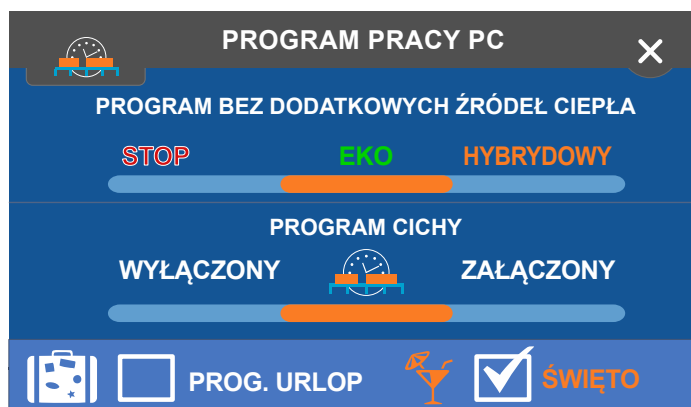 PROGRAM PRACY PC
PROGRAM BEZ DODATKOWYCH ŹRÓDEŁ CIEPŁA
STOP EKO HYBRYDOWY
PROGRAM CICHY
WYŁĄCZONY ZAŁĄCZONY
PROG. URLOP ŚWIĘTO